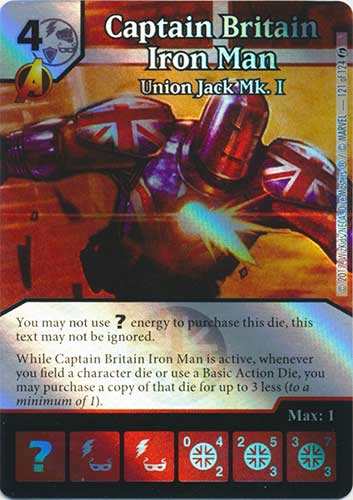 4
Captain Britain
Iron Man
Union Jack Mk. I
121 of 124
You may not use ? energy to purchase this die, this
text may not be ignored.
While Captain Britain Iron Man is active, whenever
you field a character die or use a Basic Action Die, you
may purchase a copy of that die for up to 3 less (to a
minimum of 1).
Max: 1
? 0 4 2 2 5 3 3 7 3